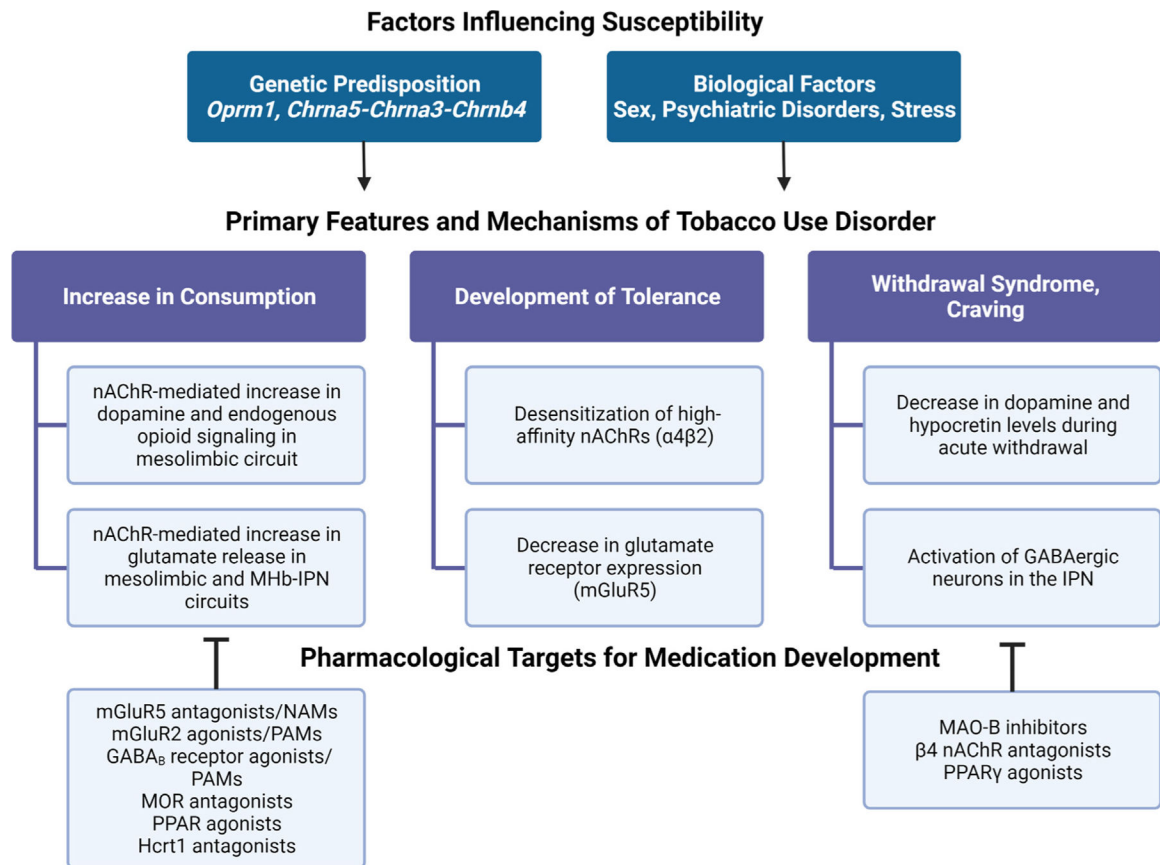 Factors Influencing Susceptibility
Genetic Predisposition
Oprm1, Chrna5-Chrna3-Chrnb4
Biological Factors
Sex, Psychiatric Disorders, Stress
Primary Features and Mechanisms of Tobacco Use Disorder
Increase in Consumption
nAChR-mediated increase in
dopamine and endogenous
opioid signaling in
mesolimbic circuit
nAChR-mediated increase in
glutamate release in
mesolimbic and MHb-IPN
circuits
Development of Tolerance
Desensitization of high-
affinity nAChRs (α4β2)
Decrease in glutamate
receptor expression
(mGluR5)
Withdrawal Syndrome,
Craving
Decrease in dopamine and
hypocretin levels during
acute withdrawal
Activation of GABAergic
neurons in the IPN
Pharmacological Targets for Medication Development
mGluR5 antagonists/NAMs
mGluR2 agonists/PAMs
GABAB receptor agonists/
PAMs
MOR antagonists
PPAR agonists
Hcrt1 antagonists
MAO-B inhibitors
β4 nAChR antagonists
PPARγ agonists